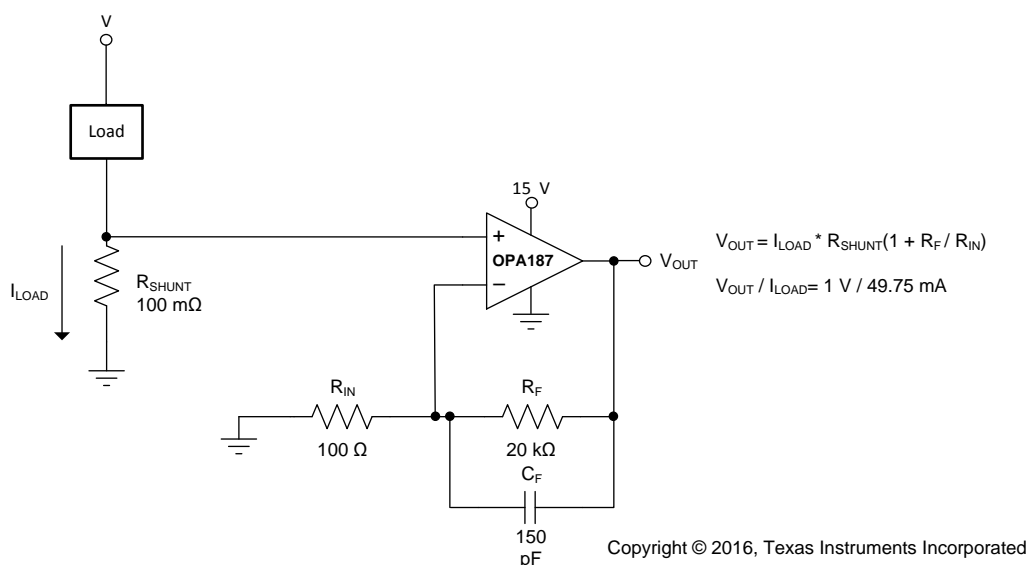 V
Load
I_LOAD
R_SHUNT
100 mΩ
15 V
+
OPA187
−
V_OUT
V_OUT = I_LOAD * R_SHUNT(1 + R_F / R_IN)
V_OUT / I_LOAD= 1 V / 49.75 mA
R_IN
100 Ω
R_F
20 kΩ
C_F
150
pF
Copyright © 2016, Texas Instruments Incorporated